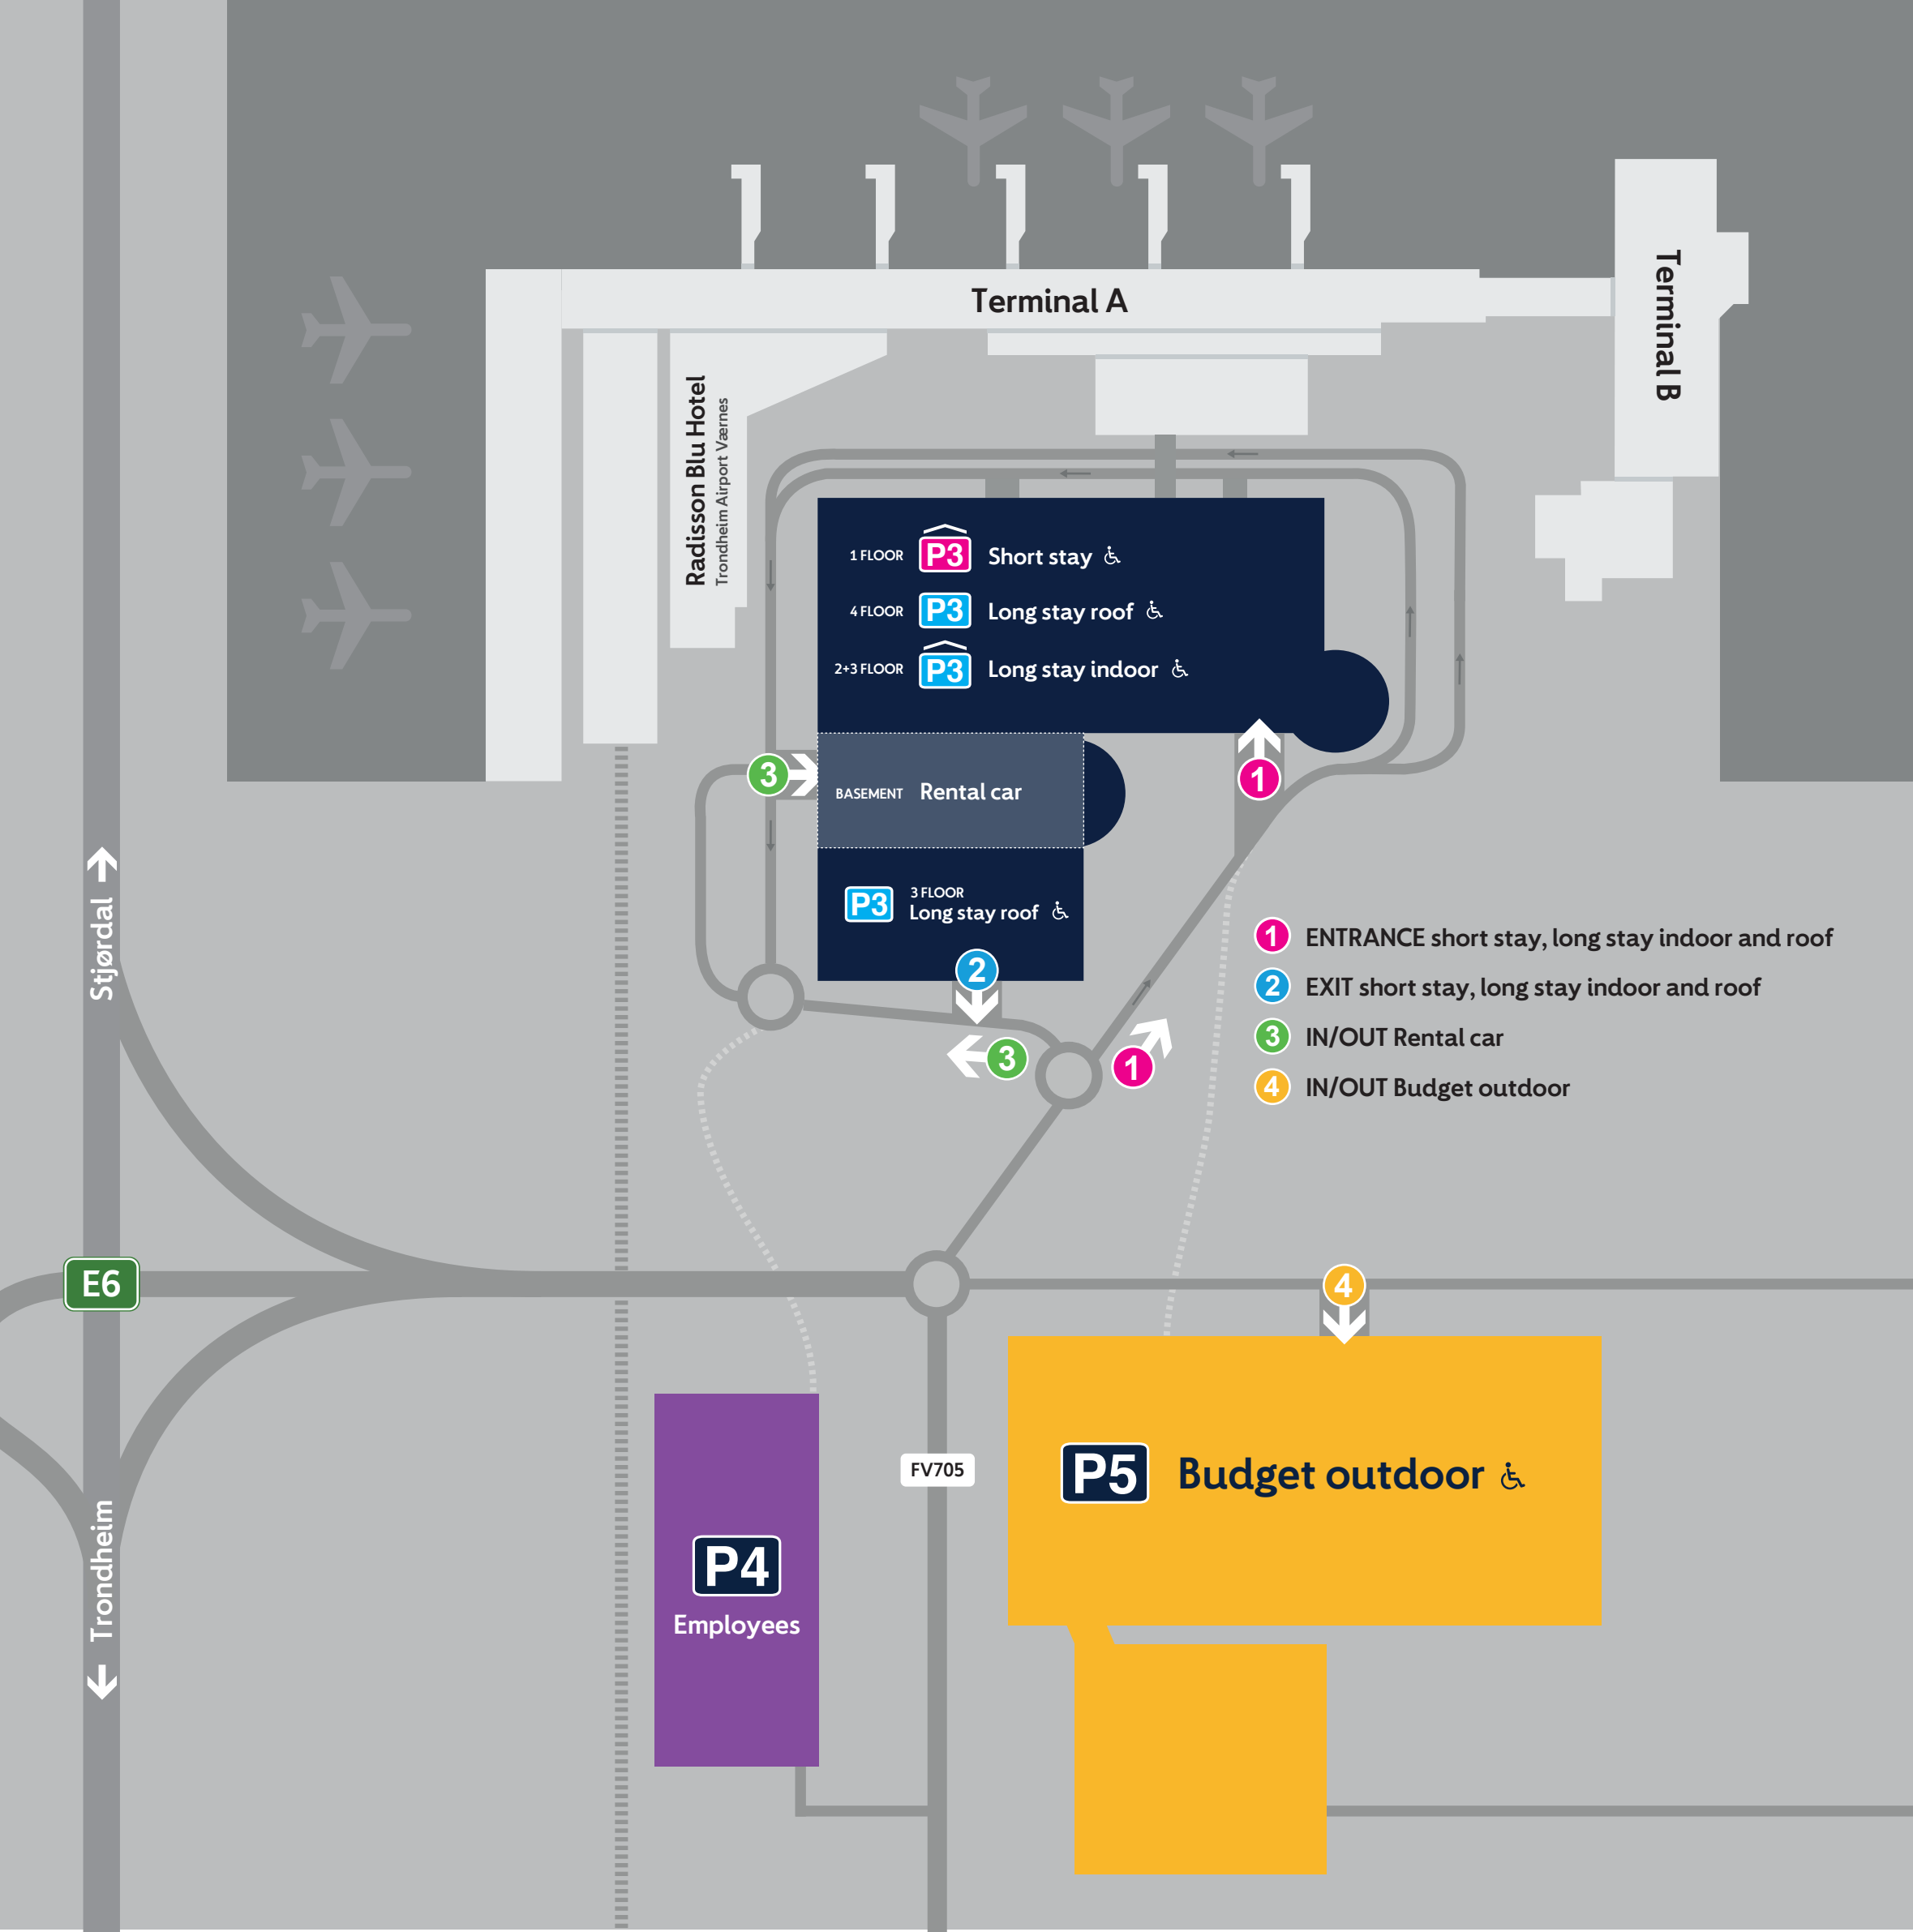 Terminal A
Terminal B
Radisson Blu Hotel
Trondheim Airport Værnes
1 FLOOR P3 Short stay
4 FLOOR P3 Long stay roof
2+3 FLOOR P3 Long stay indoor
3
BASEMENT Rental car
1
P3 3 FLOOR
Long stay roof
2
3
1
1 ENTRANCE short stay, long stay indoor and roof
2 EXIT short stay, long stay indoor and roof
3 IN/OUT Rental car
4 IN/OUT Budget outdoor
Stjørdal
E6
4
Trondheim
FV705
P5 Budget outdoor
P4
Employees